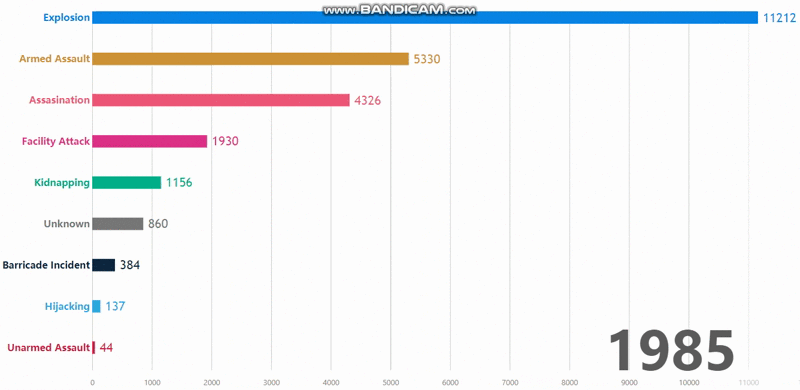 www.BANDICAM.com
Explosion 11212
Armed Assault 5330
Assasination 4326
Facility Attack 1930
Kidnapping 1156
Unknown 860
Barricade Incident 384
Hijacking 137
Unarmed Assault 44
1985
0 1000 2000 3000 4000 5000 6000 7000 8000 9000 10000 11000